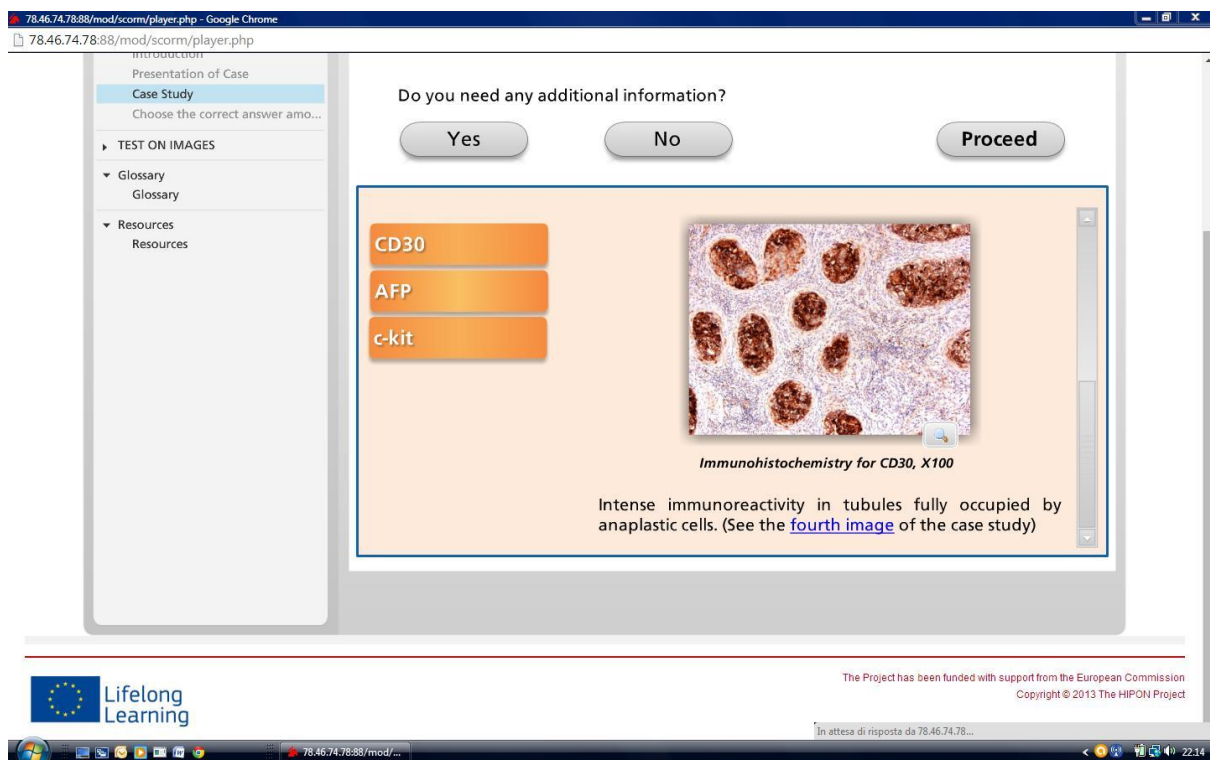 78.46.74.78:88/mod/scorm/player.php - Google Chrome
78.46.74.78:88/mod/scorm/player.php
Introduction
Presentation of Case
Case Study
Choose the correct answer amo...
TEST ON IMAGES
Glossary
Glossary
Resources
Resources
Do you need any additional information?
Yes
No
Proceed
CD30
AFP
c-kit
Immunohistochemistry for CD30, X100
Intense immunoreactivity in tubules fully occupied by
anaplastic cells. (See the fourth image of the case study)
Lifelong
Learning
The Project has been funded with support from the European Commission
Copyright © 2013 The HIPON Project
In attesa di risposta da 78.46.74.78...
78.46.74.78:88/mod/...
22.14